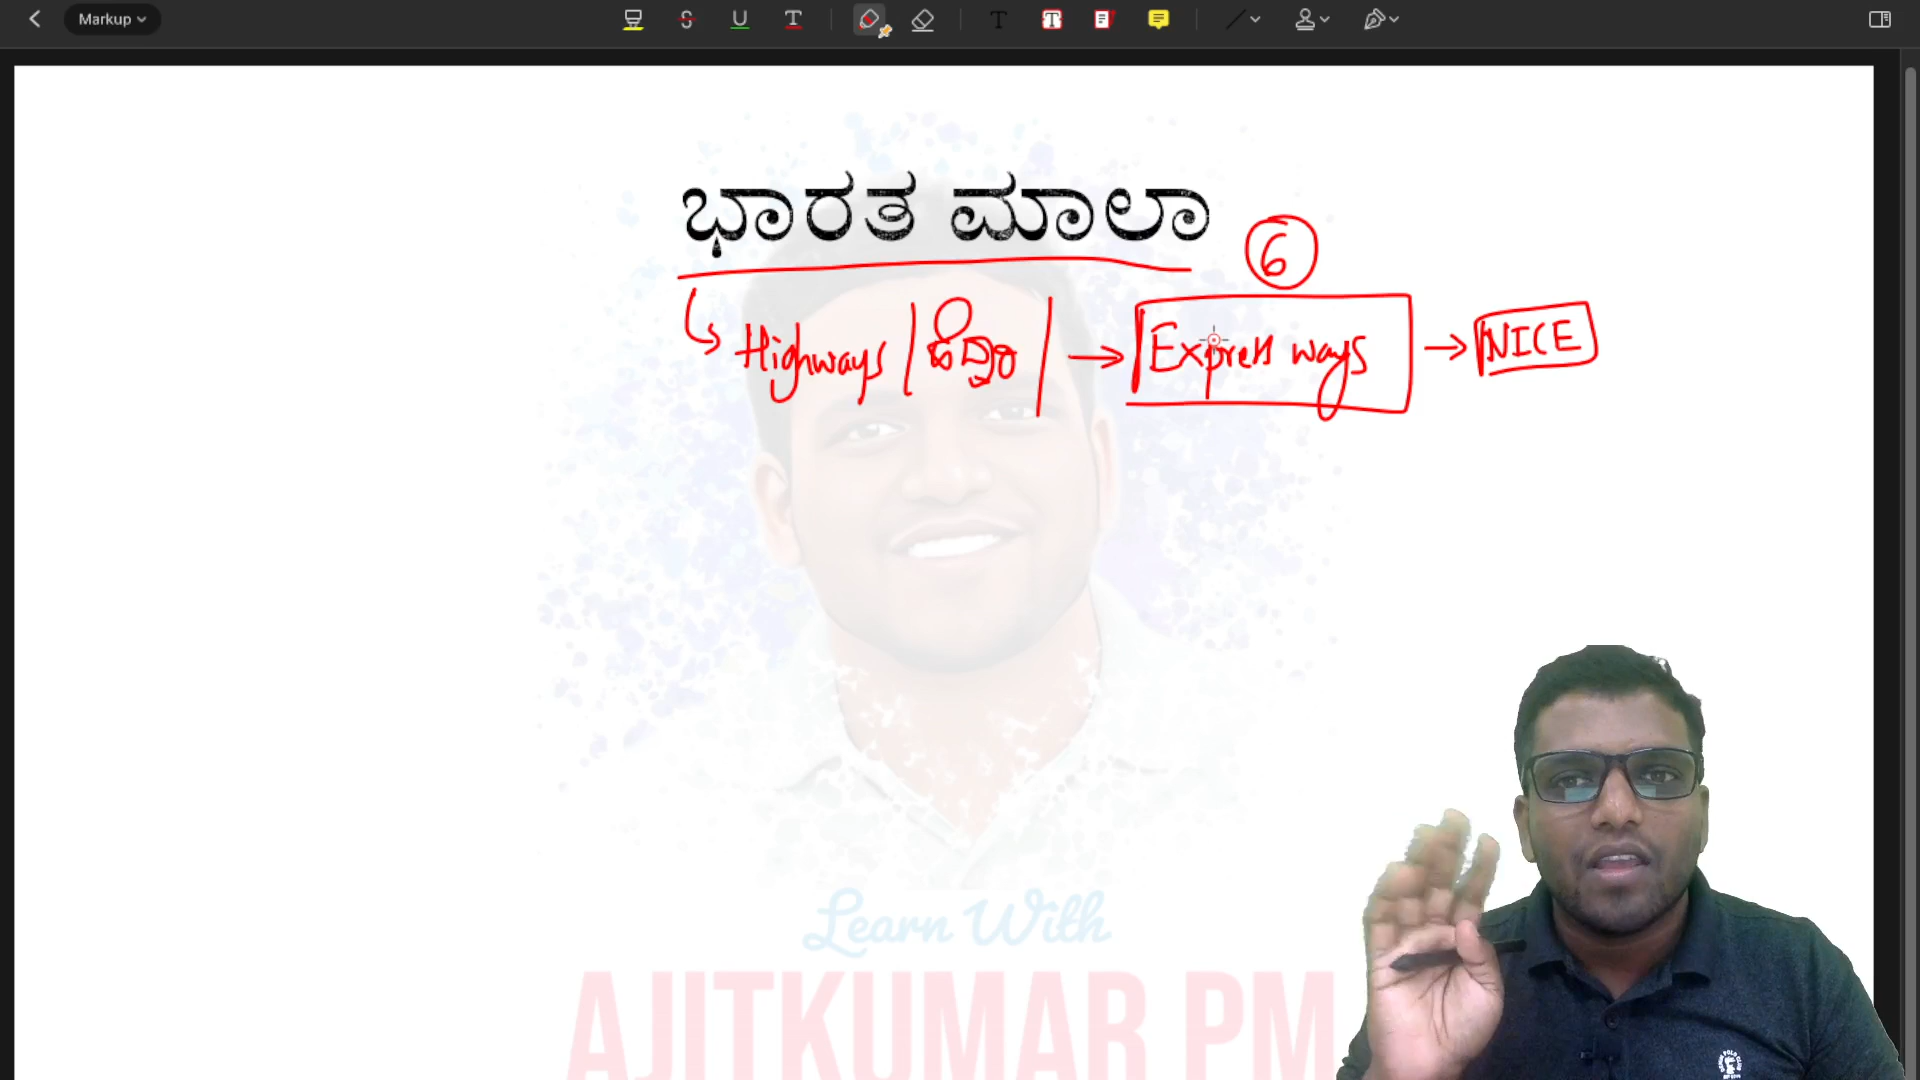 Markup
ಭಾರತ ಮಾಲಾ
6
Highways | ಹೆದ್ದಾರಿ | → Express ways → NICE
Learn With
AJITKUMAR PM